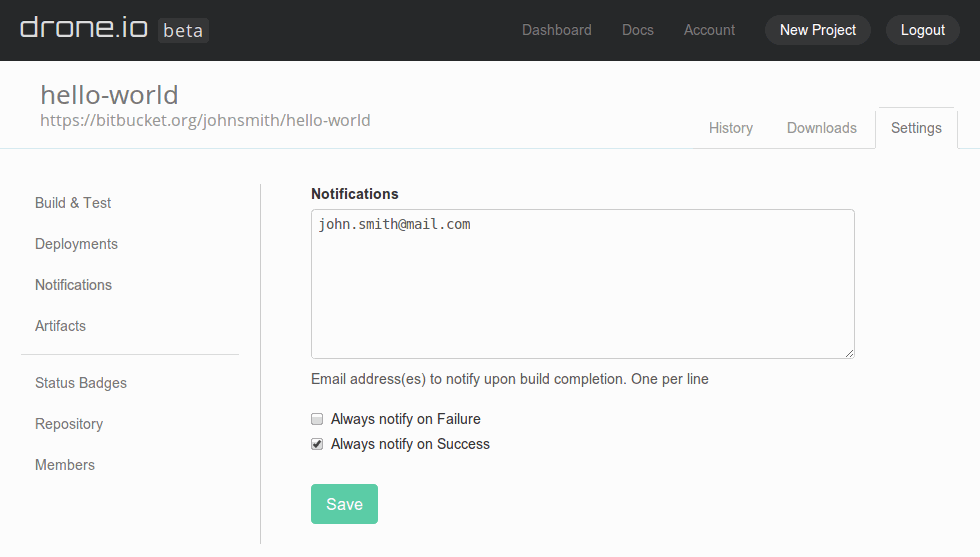 drone.io beta
Dashboard Docs Account New Project Logout
hello-world
https://bitbucket.org/johnsmith/hello-world
History Downloads Settings
Build & Test
Deployments
Notifications
Artifacts
Status Badges
Repository
Members
Notifications
john.smith@mail.com
Email address(es) to notify upon build completion. One per line
Always notify on Failure
Always notify on Success
Save